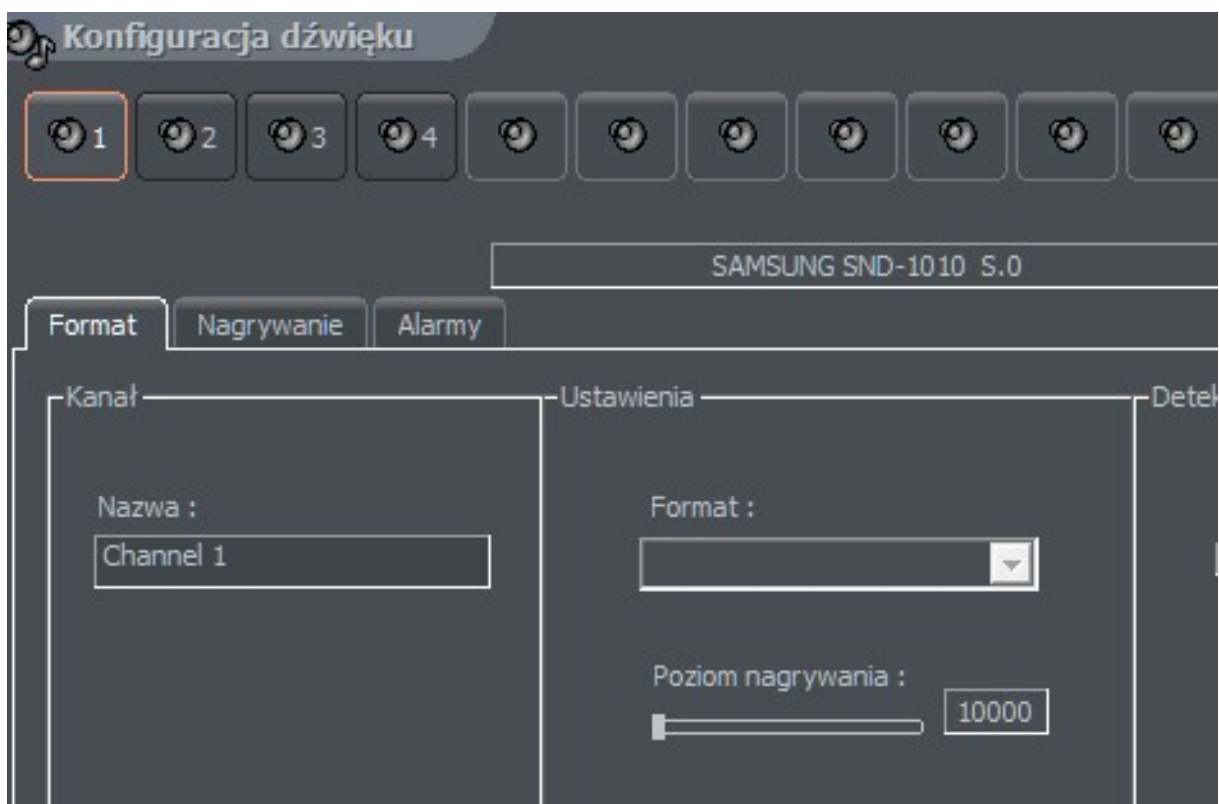 Konfiguracja dźwięku
1 2 3 4
SAMSUNG SND-1010 S.0
Format Nagrywanie Alarmy
Kanał Ustawienia Detek
Nazwa : Format :
Channel 1
Poziom nagrywania :
10000